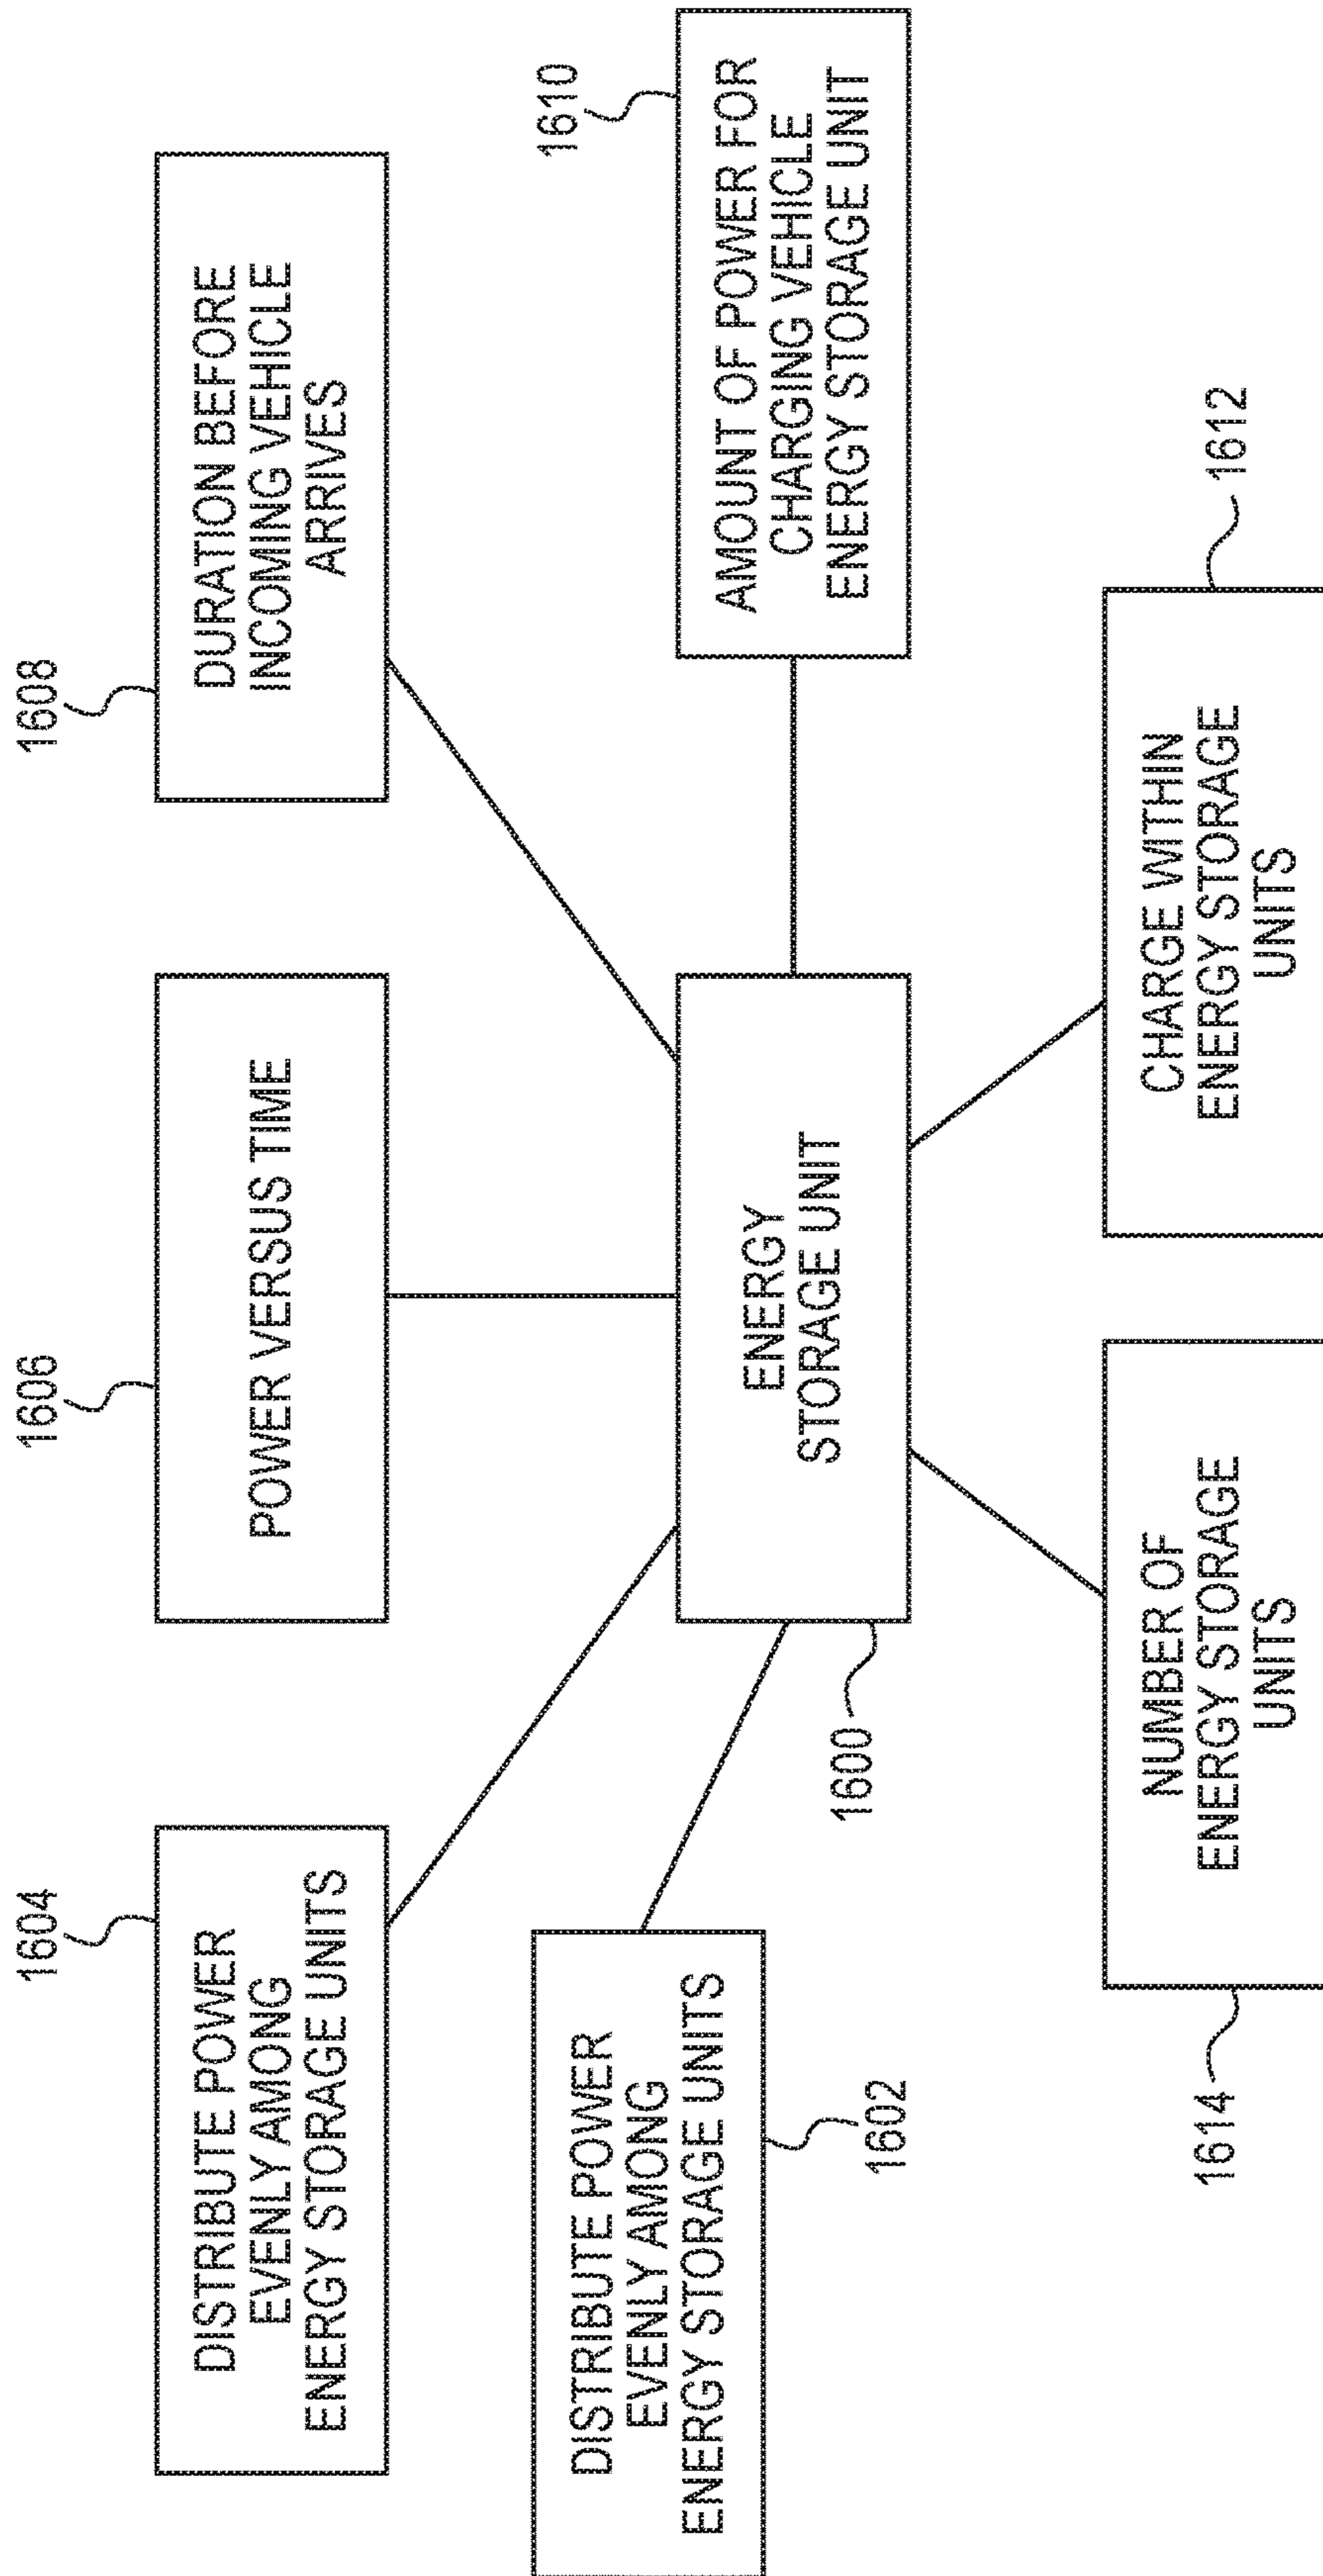 1604
DISTRIBUTE POWER
EVENLY AMONG
ENERGY STORAGE UNITS
1606
POWER VERSUS TIME
1608
DURATION BEFORE
INCOMING VEHICLE
ARRIVES
DISTRIBUTE POWER
EVENLY AMONG
ENERGY STORAGE UNITS
1602
ENERGY
STORAGE UNIT
1600
1610
AMOUNT OF POWER FOR
CHARGING VEHICLE
ENERGY STORAGE UNIT
1614
NUMBER OF
ENERGY STORAGE
UNITS
CHARGE WITHIN
ENERGY STORAGE
UNITS
1612